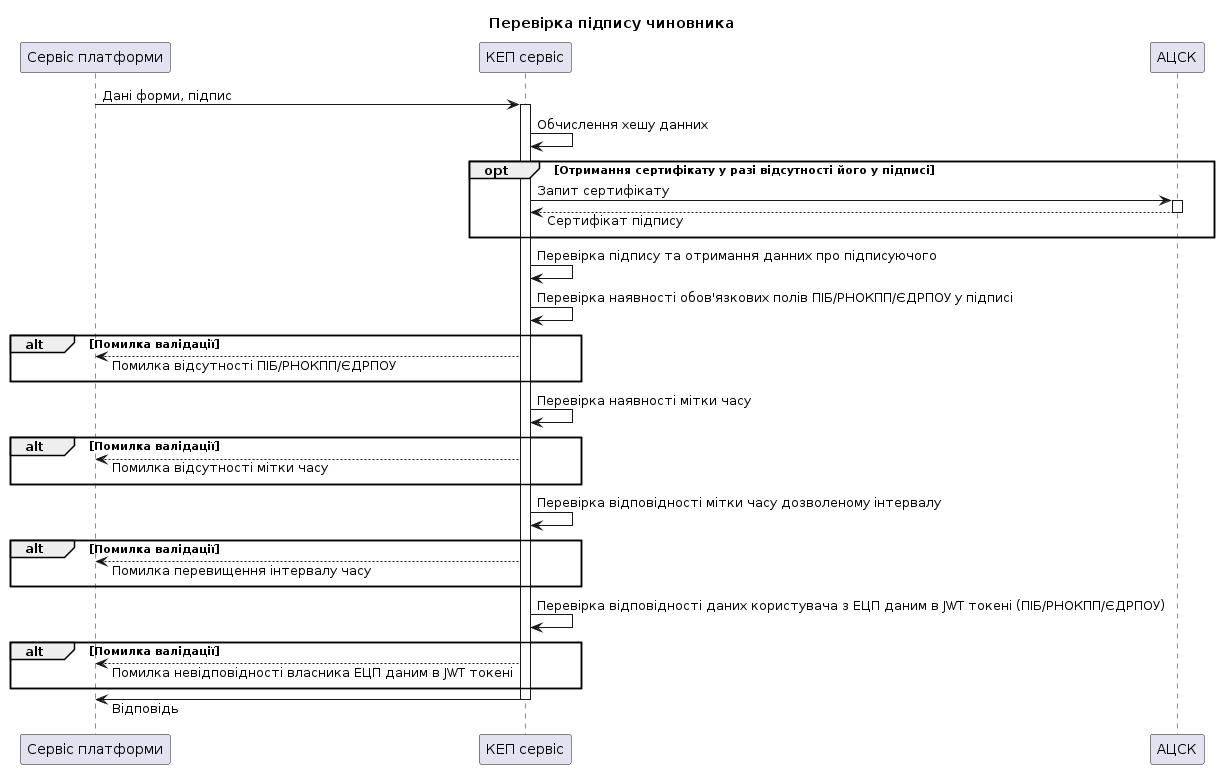 Перевірка підпису чиновника
Сервіс платформи
КЕП сервіс
АЦСК
Дані форми, підпис
Обчислення хешу данних
opt
[Отримання сертифікату у разі відсутності його у підписі]
Запит сертифікату
Сертифікат підпису
Перевірка підпису та отримання данних про підписуючого
Перевірка наявності обов'язкових полів ПІБ/РНОКПП/ЄДРПОУ у підписі
alt
[Помилка валідації]
Помилка відсутності ПІБ/РНОКПП/ЄДРПОУ
Перевірка наявності мітки часу
alt
[Помилка валідації]
Помилка відсутності мітки часу
Перевірка відповідності мітки часу дозволеному інтервалу
alt
[Помилка валідації]
Помилка перевищення інтервалу часу
Перевірка відповідності даних користувача з ЕЦП даним в JWT токені (ПІБ/РНОКПП/ЄДРПОУ)
alt
[Помилка валідації]
Помилка невідповідності власника ЕЦП даним в JWT токені
Відповідь
Сервіс платформи
КЕП сервіс
АЦСК